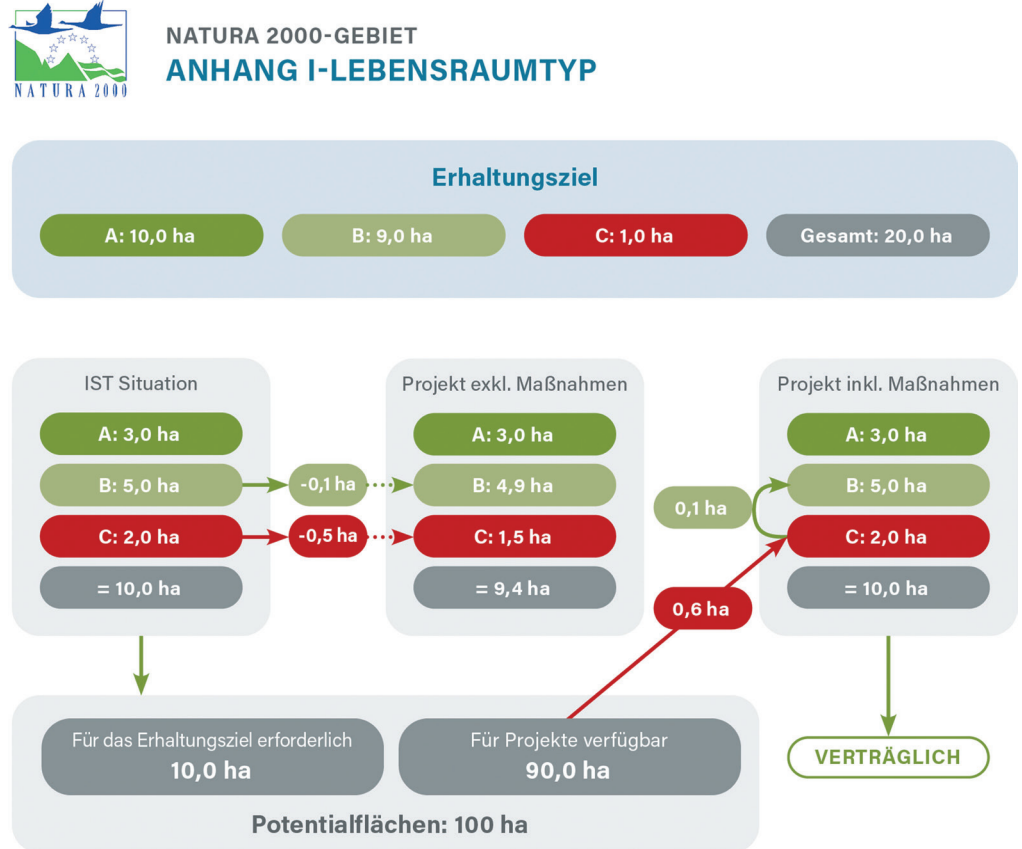 NATURA 2000
NATURA 2000-GEBIET
ANHANG I-LEBENSRAUMTYP
Erhaltungsziel
A: 10,0 ha
B: 9,0 ha
C: 1,0 ha
Gesamt: 20,0 ha
IST Situation
A: 3,0 ha
B: 5,0 ha
C: 2,0 ha
= 10,0 ha
-0,1 ha
-0,5 ha
Projekt exkl. Maßnahmen
A: 3,0 ha
B: 4,9 ha
C: 1,5 ha
= 9,4 ha
0,1 ha
0,6 ha
Projekt inkl. Maßnahmen
A: 3,0 ha
B: 5,0 ha
C: 2,0 ha
= 10,0 ha
Für das Erhaltungsziel erforderlich
10,0 ha
Für Projekte verfügbar
90,0 ha
VERTRÄGLICH
Potentialflächen: 100 ha